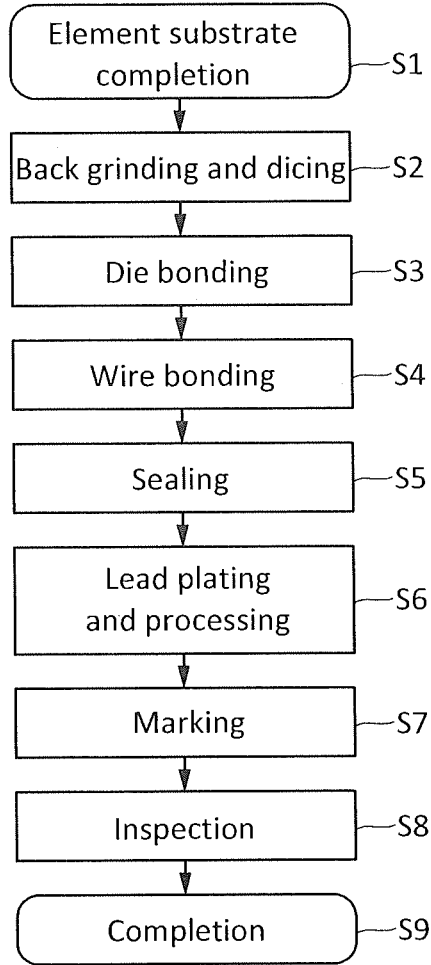 Element substrate
completion
S1
Back grinding and dicing
S2
Die bonding
S3
Wire bonding
S4
Sealing
S5
Lead plating
and processing
S6
Marking
S7
Inspection
S8
Completion
S9